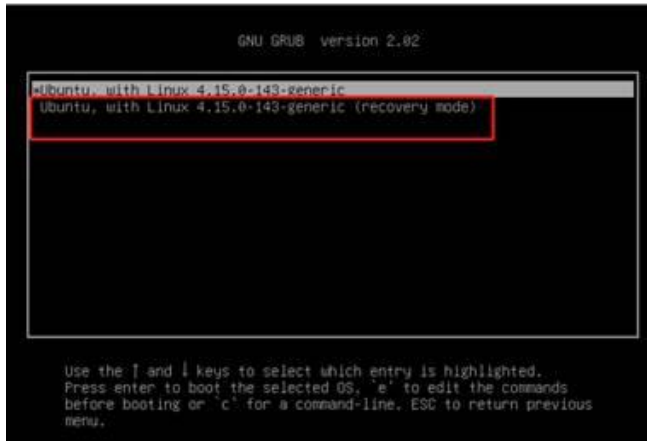 GNU GRUB version 2.02
*Ubuntu, with Linux 4.15.0-143-generic
Ubuntu, with Linux 4.15.0-143-generic (recovery mode)
Use the ↑ and ↓ keys to select which entry is highlighted.
Press enter to boot the selected OS, `e' to edit the commands
before booting or `c' for a command-line. ESC to return previous
menu.